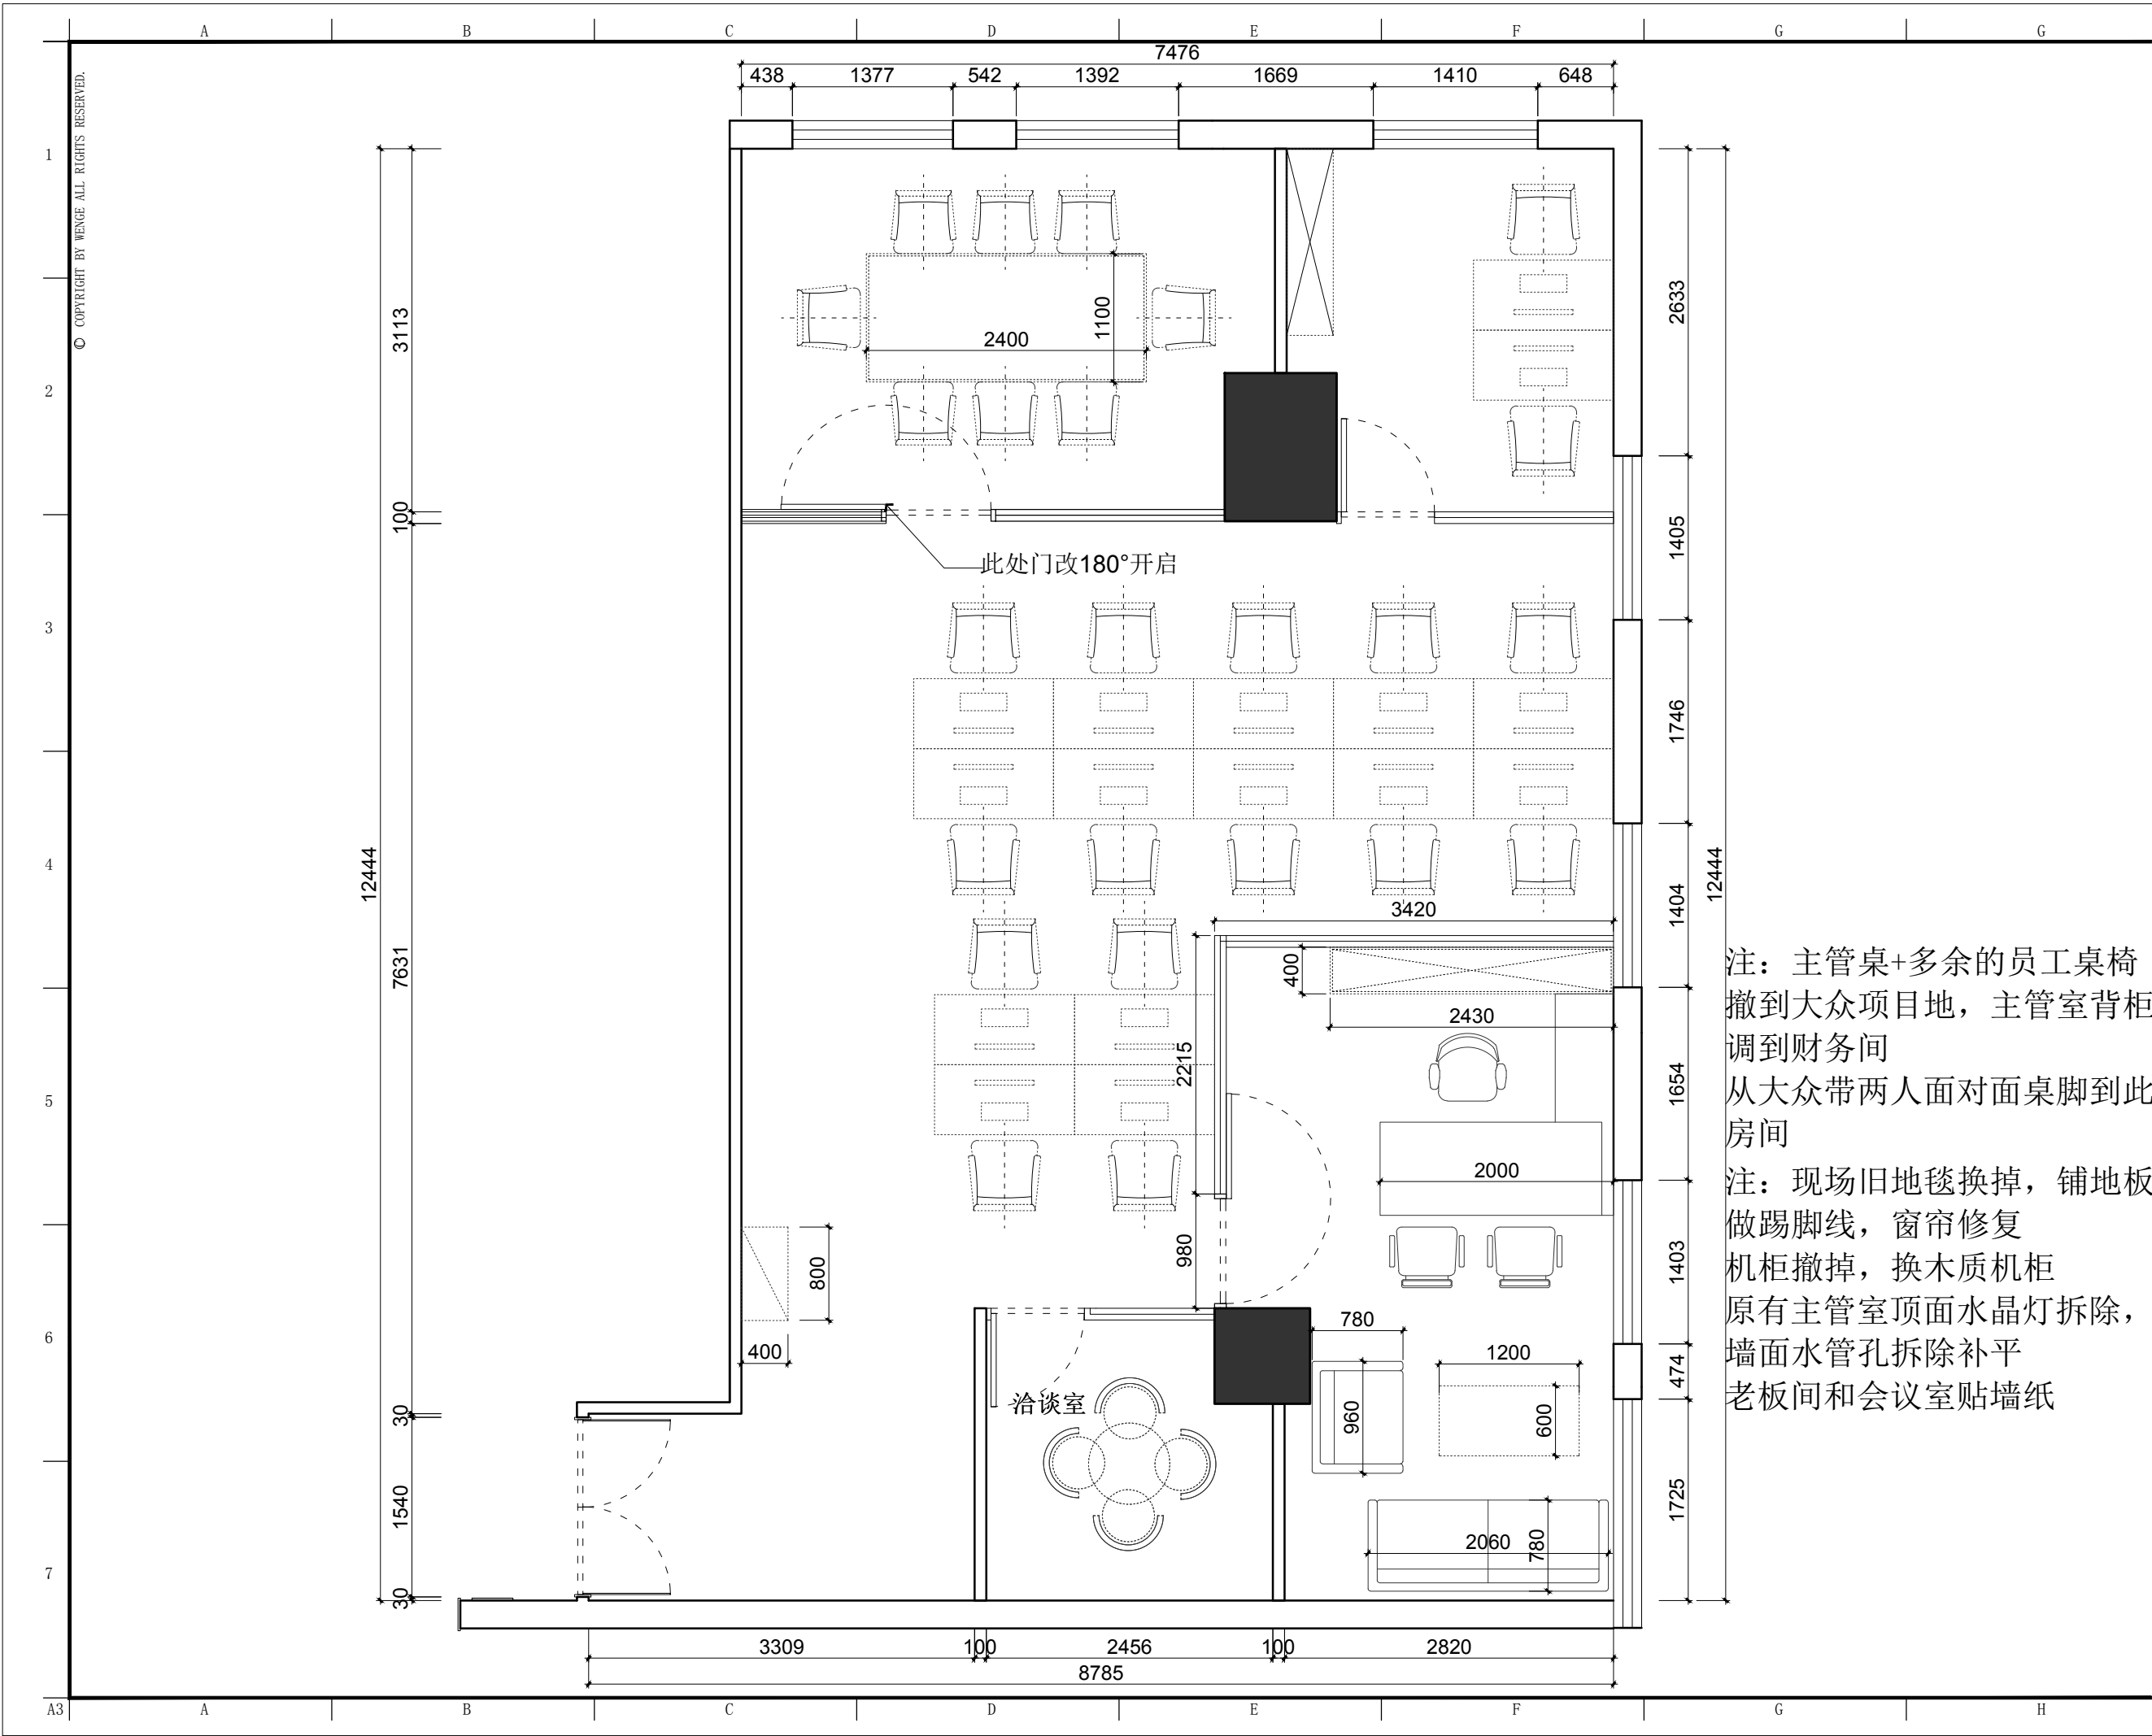 A B C D E F G G
7476
438 1377 542 1392 1669 1410 648
© COPYRIGHT BY WENGE ALL RIGHTS RESERVED.
1
2
3
4
5
6
7
3113
100
12444
7631
30
1540
30
2400
1100
此处门改180°开启
3420
400
2430
2215
2000
980
800
400
780
1200
洽谈室
960
600
2060
780
2633
1405
1746
1404
12444
1654
1403
474
1725
注：主管桌+多余的员工桌椅
撤到大众项目地，主管室背柜
调到财务间
从大众带两人面对面桌脚到此
房间
注：现场旧地毯换掉，铺地板
做踢脚线，窗帘修复
机柜撤掉，换木质机柜
原有主管室顶面水晶灯拆除，
墙面水管孔拆除补平
老板间和会议室贴墙纸
3309 100 2456 100 2820
8785
A3 A B C D E F G H